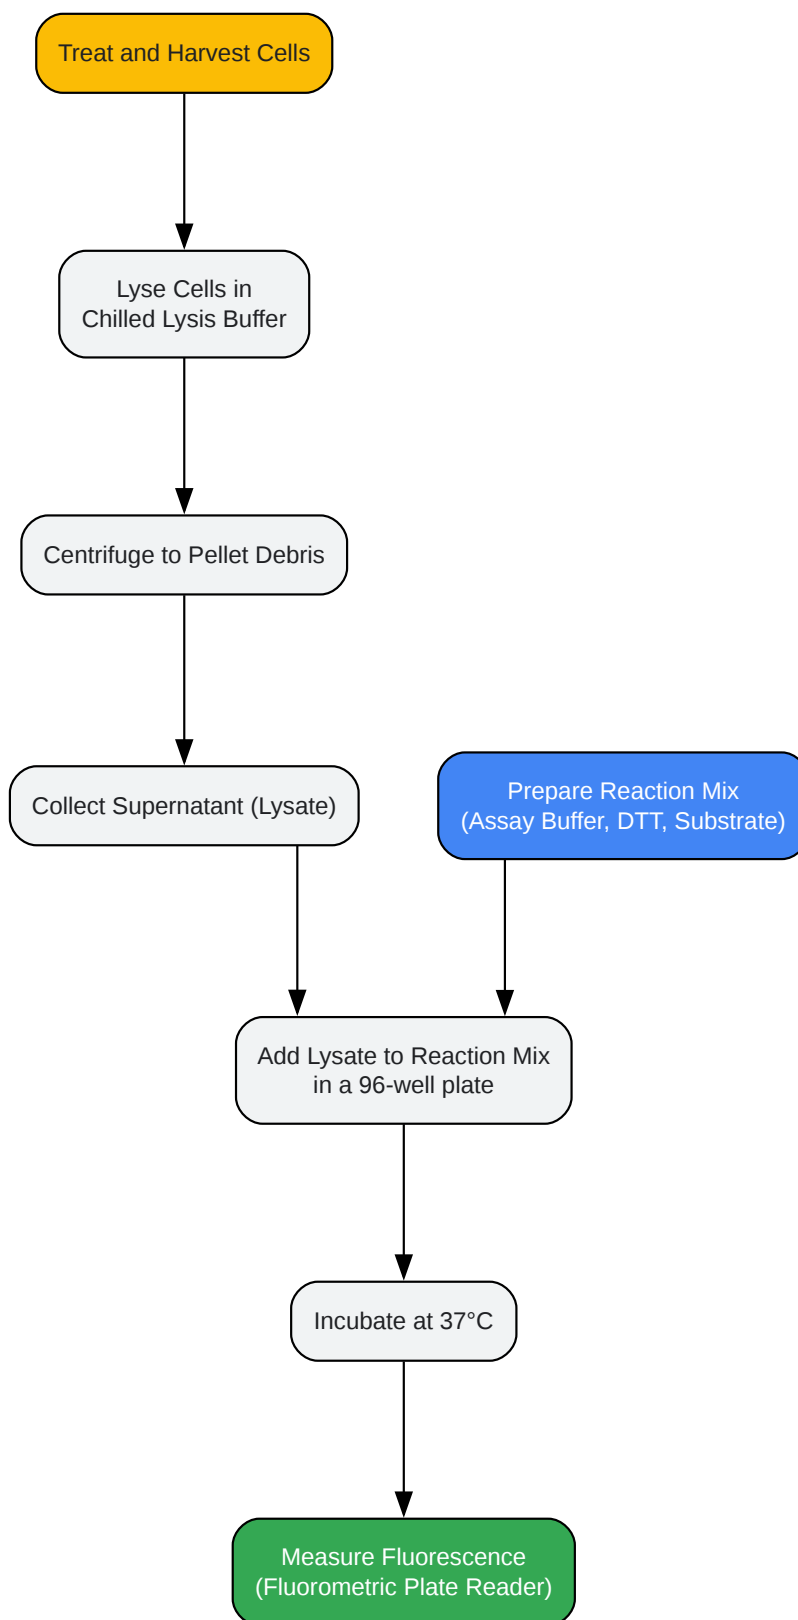 Treat and Harvest Cells
Lyse Cells in
Chilled Lysis Buffer
Centrifuge to Pellet Debris
Collect Supernatant (Lysate)
Prepare Reaction Mix
(Assay Buffer, DTT, Substrate)
Add Lysate to Reaction Mix
in a 96-well plate
Incubate at 37°C
Measure Fluorescence
(Fluorometric Plate Reader)